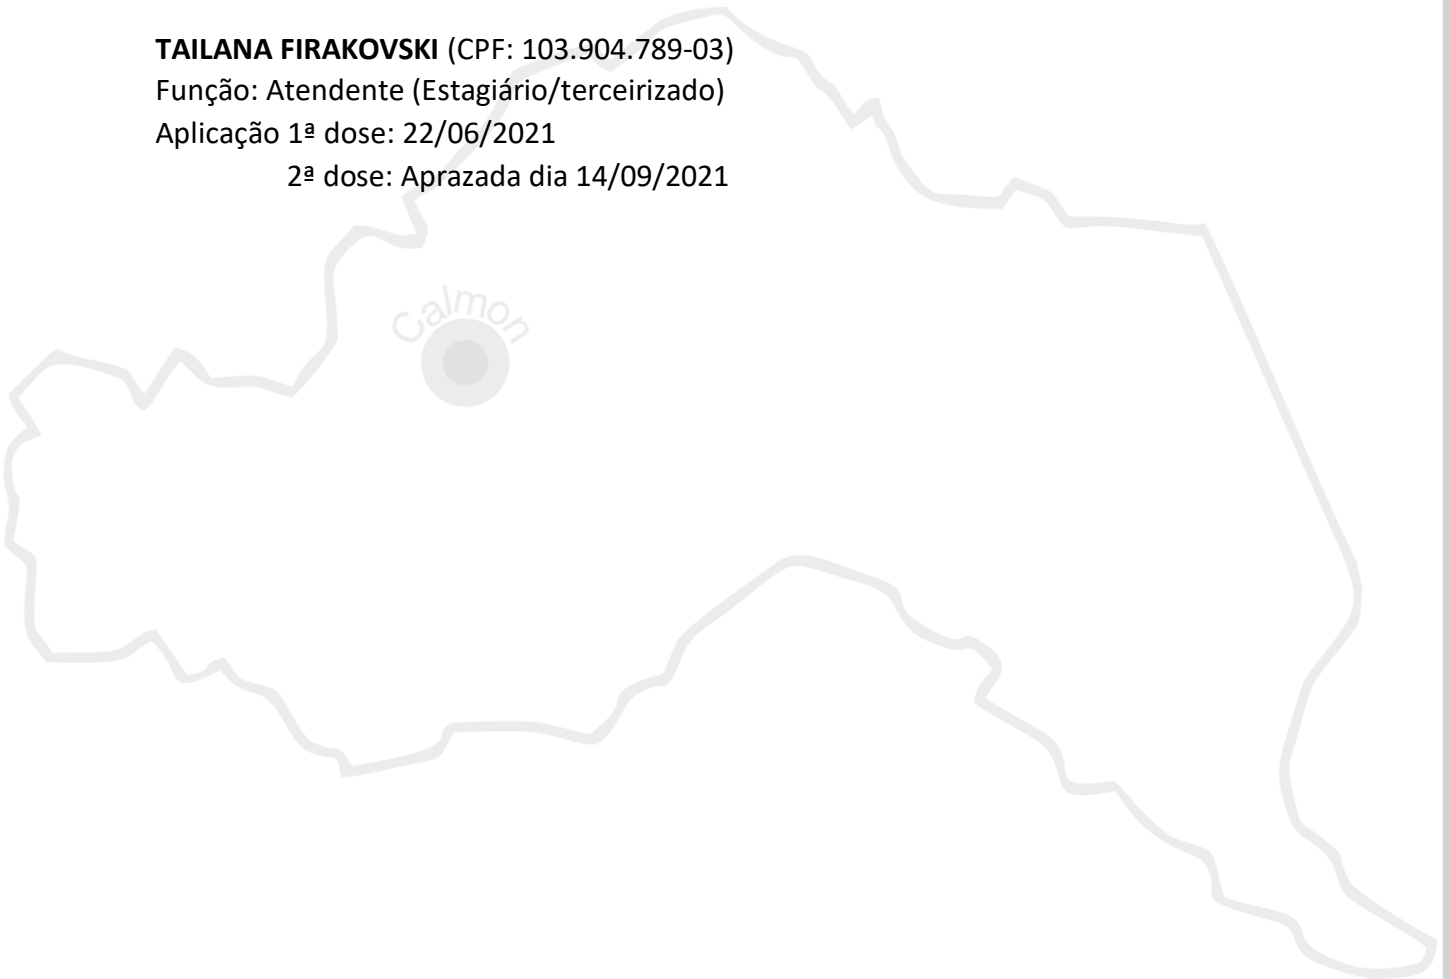 TAILANA FIRAKOVSKI (CPF: 103.904.789-03)
Função: Atendente (Estagiário/terceirizado)
Aplicação 1ª dose: 22/06/2021
2ª dose: Aprazada dia 14/09/2021
Calmon